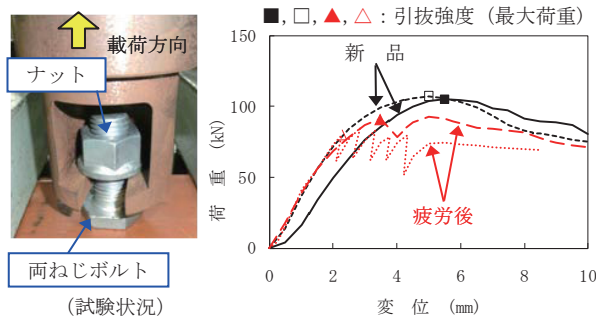 載荷方向
ナット
両ねじボルト
(試験状況)
■, □, ▲, △ : 引抜強度 (最大荷重)
新 品
疲労後
荷 重 (kN)
150
100
50
0
0 2 4 6 8 10
変 位 (mm)